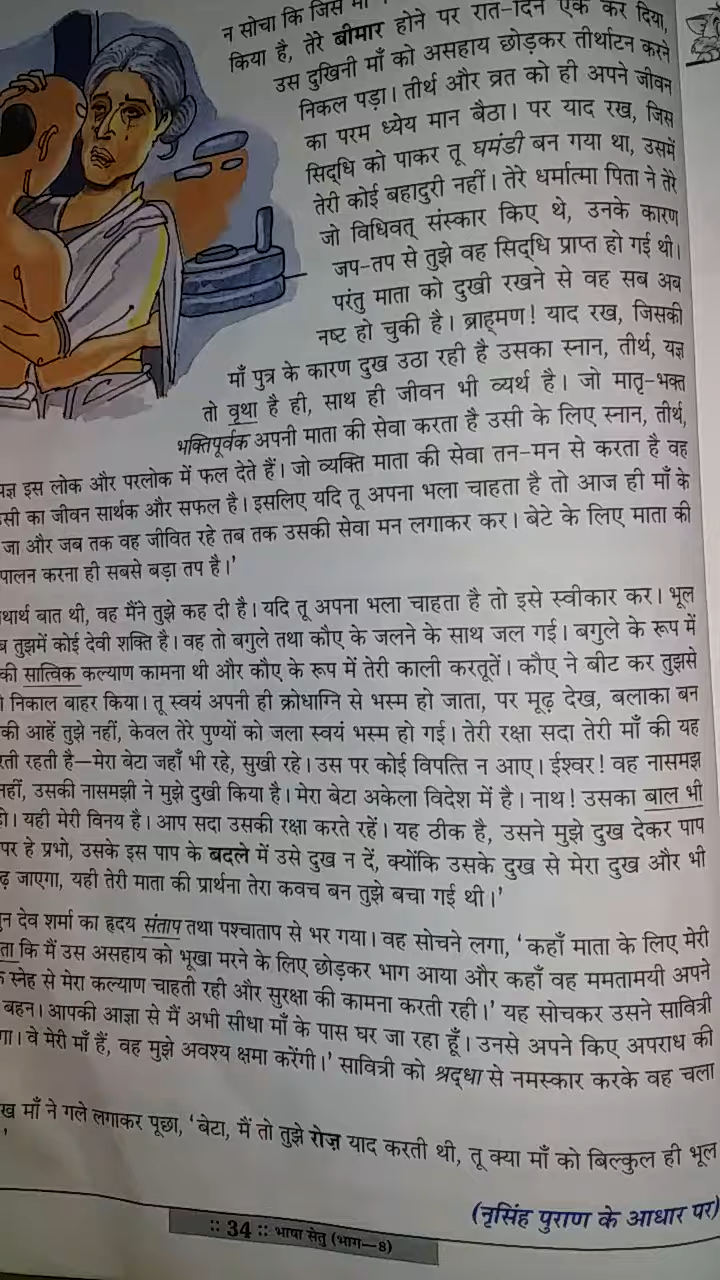 न सोचा कि जिस माँ
किया है, तेरे बीमार होने पर रात-दिन एक कर दिया,
उस दुखिनी माँ को असहाय छोड़कर तीर्थाटन करने
निकल पड़ा। तीर्थ और व्रत को ही अपने जीवन
का परम ध्येय मान बैठा। पर याद रख, जिस
सिद्धि को पाकर तू घमंडी बन गया था, उसमें
तेरी कोई बहादुरी नहीं। तेरे धर्मात्मा पिता ने तेरे
जो विधिवत् संस्कार किए थे, उनके कारण
जप-तप से तुझे वह सिद्धि प्राप्त हो गई थी।
परंतु माता को दुखी रखने से वह सब अब
नष्ट हो चुकी है। ब्राह्मण! याद रख, जिसकी
माँ पुत्र के कारण दुख उठा रही है उसका स्नान, तीर्थ, यज्ञ
तो वृथा है ही, साथ ही जीवन भी व्यर्थ है। जो मातृ-भक्त
भक्तिपूर्वक अपनी माता की सेवा करता है उसी के लिए स्नान, तीर्थ,
यज्ञ इस लोक और परलोक में फल देते हैं। जो व्यक्ति माता की सेवा तन-मन से करता है वह
सी का जीवन सार्थक और सफल है। इसलिए यदि तू अपना भला चाहता है तो आज ही माँ के
जा और जब तक वह जीवित रहे तब तक उसकी सेवा मन लगाकर कर। बेटे के लिए माता की
पालन करना ही सबसे बड़ा तप है।'
थार्थ बात थी, वह मैंने तुझे कह दी है। यदि तू अपना भला चाहता है तो इसे स्वीकार कर। भूल
ब तुझमें कोई देवी शक्ति है। वह तो बगुले तथा कौए के जलने के साथ जल गई। बगुले के रूप में
की सात्विक कल्याण कामना थी और कौए के रूप में तेरी काली करतूतें। कौए ने बीट कर तुझसे
निकाल बाहर किया। तू स्वयं अपनी ही क्रोधाग्नि से भस्म हो जाता, पर मूढ़ देख, बलाका बन
की आहें तुझे नहीं, केवल तेरे पुण्यों को जला स्वयं भस्म हो गई। तेरी रक्षा सदा तेरी माँ की यह
रती रहती है—मेरा बेटा जहाँ भी रहे, सुखी रहे। उस पर कोई विपत्ति न आए। ईश्वर! वह नासमझ
नहीं, उसकी नासमझी ने मुझे दुखी किया है। मेरा बेटा अकेला विदेश में है। नाथ! उसका बाल भी
हो। यही मेरी विनय है। आप सदा उसकी रक्षा करते रहें। यह ठीक है, उसने मुझे दुख देकर पाप
पर हे प्रभो, उसके इस पाप के बदले में उसे दुख न दें, क्योंकि उसके दुख से मेरा दुख और भी
ढ़ जाएगा, यही तेरी माता की प्रार्थना तेरा कवच बन तुझे बचा गई थी।'
न देव शर्मा का हृदय संताप तथा पश्चाताप से भर गया। वह सोचने लगा, 'कहाँ माता के लिए मेरी
ता कि मैं उस असहाय को भूखा मरने के लिए छोड़कर भाग आया और कहाँ वह ममतामयी अपने
स्नेह से मेरा कल्याण चाहती रही और सुरक्षा की कामना करती रही।' यह सोचकर उसने सावित्री
बहन। आपकी आज्ञा से मैं अभी सीधा माँ के पास घर जा रहा हूँ। उनसे अपने किए अपराध की
गा। वे मेरी माँ हैं, वह मुझे अवश्य क्षमा करेंगी।' सावित्री को श्रद्धा से नमस्कार करके वह चला
ख माँ ने गले लगाकर पूछा, 'बेटा, मैं तो तुझे रोज़ याद करती थी, तू क्या माँ को बिल्कुल ही भूल
'
(नृसिंह पुराण के आधार पर)
:: 34 :: भाषा सेतु (भाग—8)